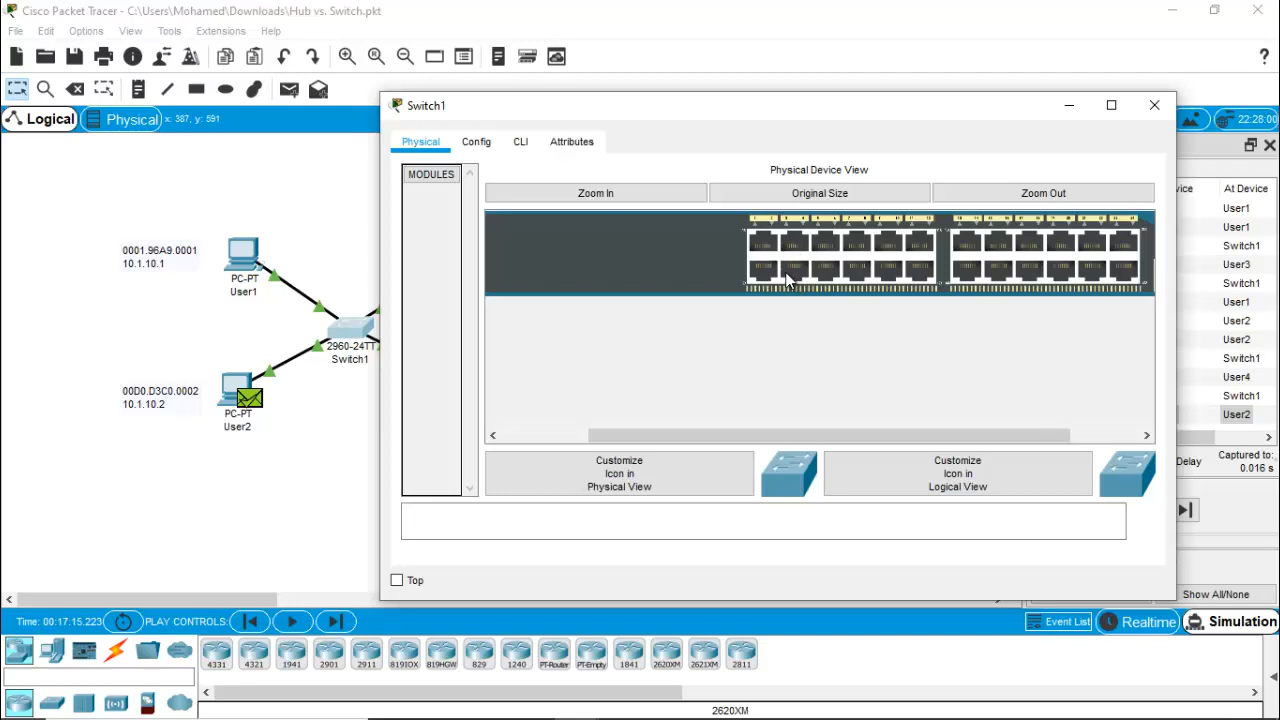 Cisco Packet Tracer - C:\Users\Mohamed\Downloads\Hub vs. Switch.pkt
File Edit Options View Tools Extensions Help
?
Logical Physical x: 387, y: 591
22:28:00
Switch1
Physical Config CLI Attributes
MODULES
Physical Device View
Zoom In Original Size Zoom Out
Customize
Icon in
Physical View
Customize
Icon in
Logical View
Top
0001.96A9.0001
10.1.10.1
PC-PT
User1
2960-24TT
Switch1
00D0.D3C0.0002
10.1.10.2
PC-PT
User2
vice At Device
User1
User1
Switch1
User3
Switch1
User1
User2
User2
Switch1
User4
Switch1
User2
Delay
Captured to:
0.016 s
Show All/None
Time: 00:17:15.223 PLAY CONTROLS: Event List Realtime Simulation
4331 4321 1941 2901 2911 819IOX 819HGW 829 1240 PT-Router PT-Empty 1841 2620XM 2621XM 2811
2620XM